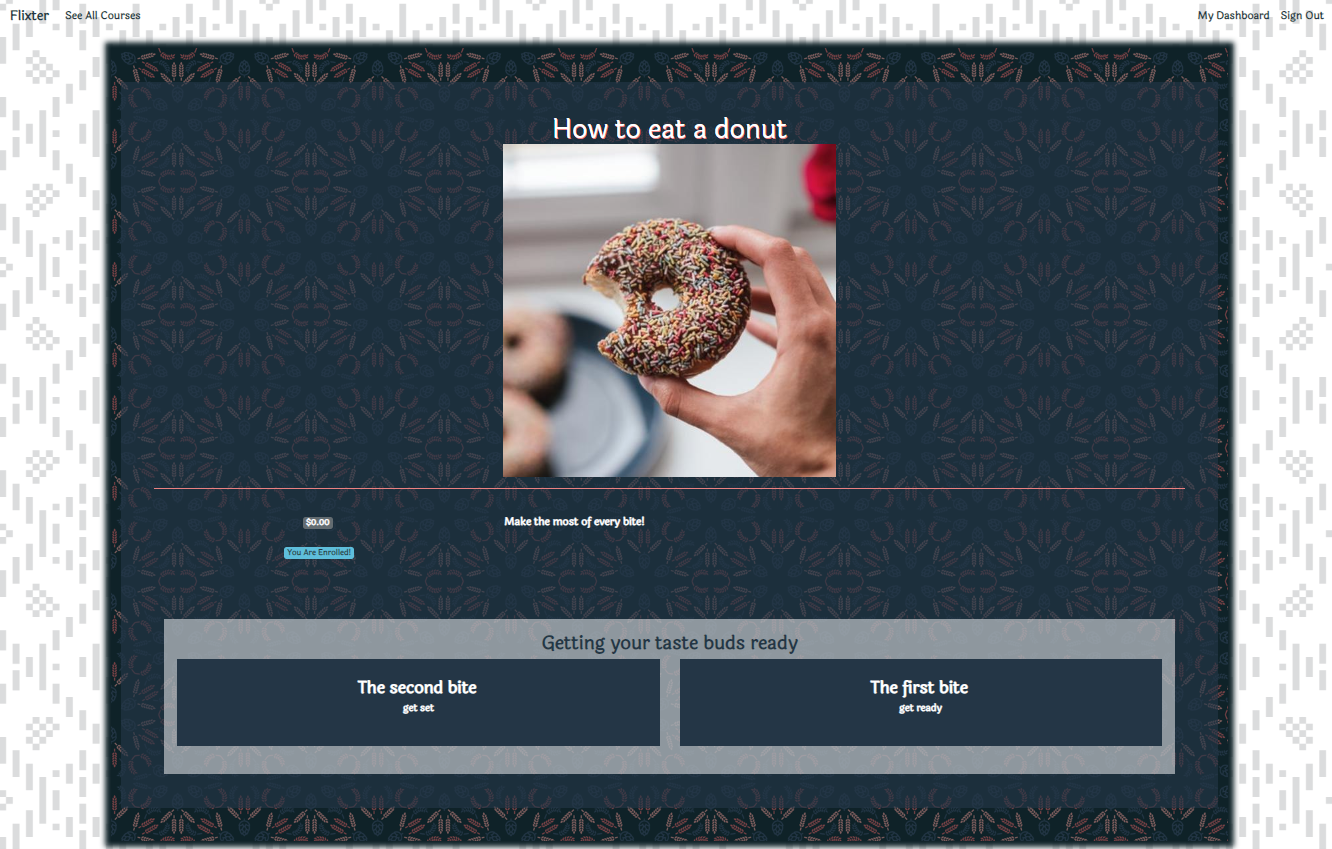 Flixter See All Courses My Dashboard Sign Out
How to eat a donut
$0.00 Make the most of every bite!
You Are Enrolled!
Getting your taste buds ready
The second bite
get set
The first bite
get ready